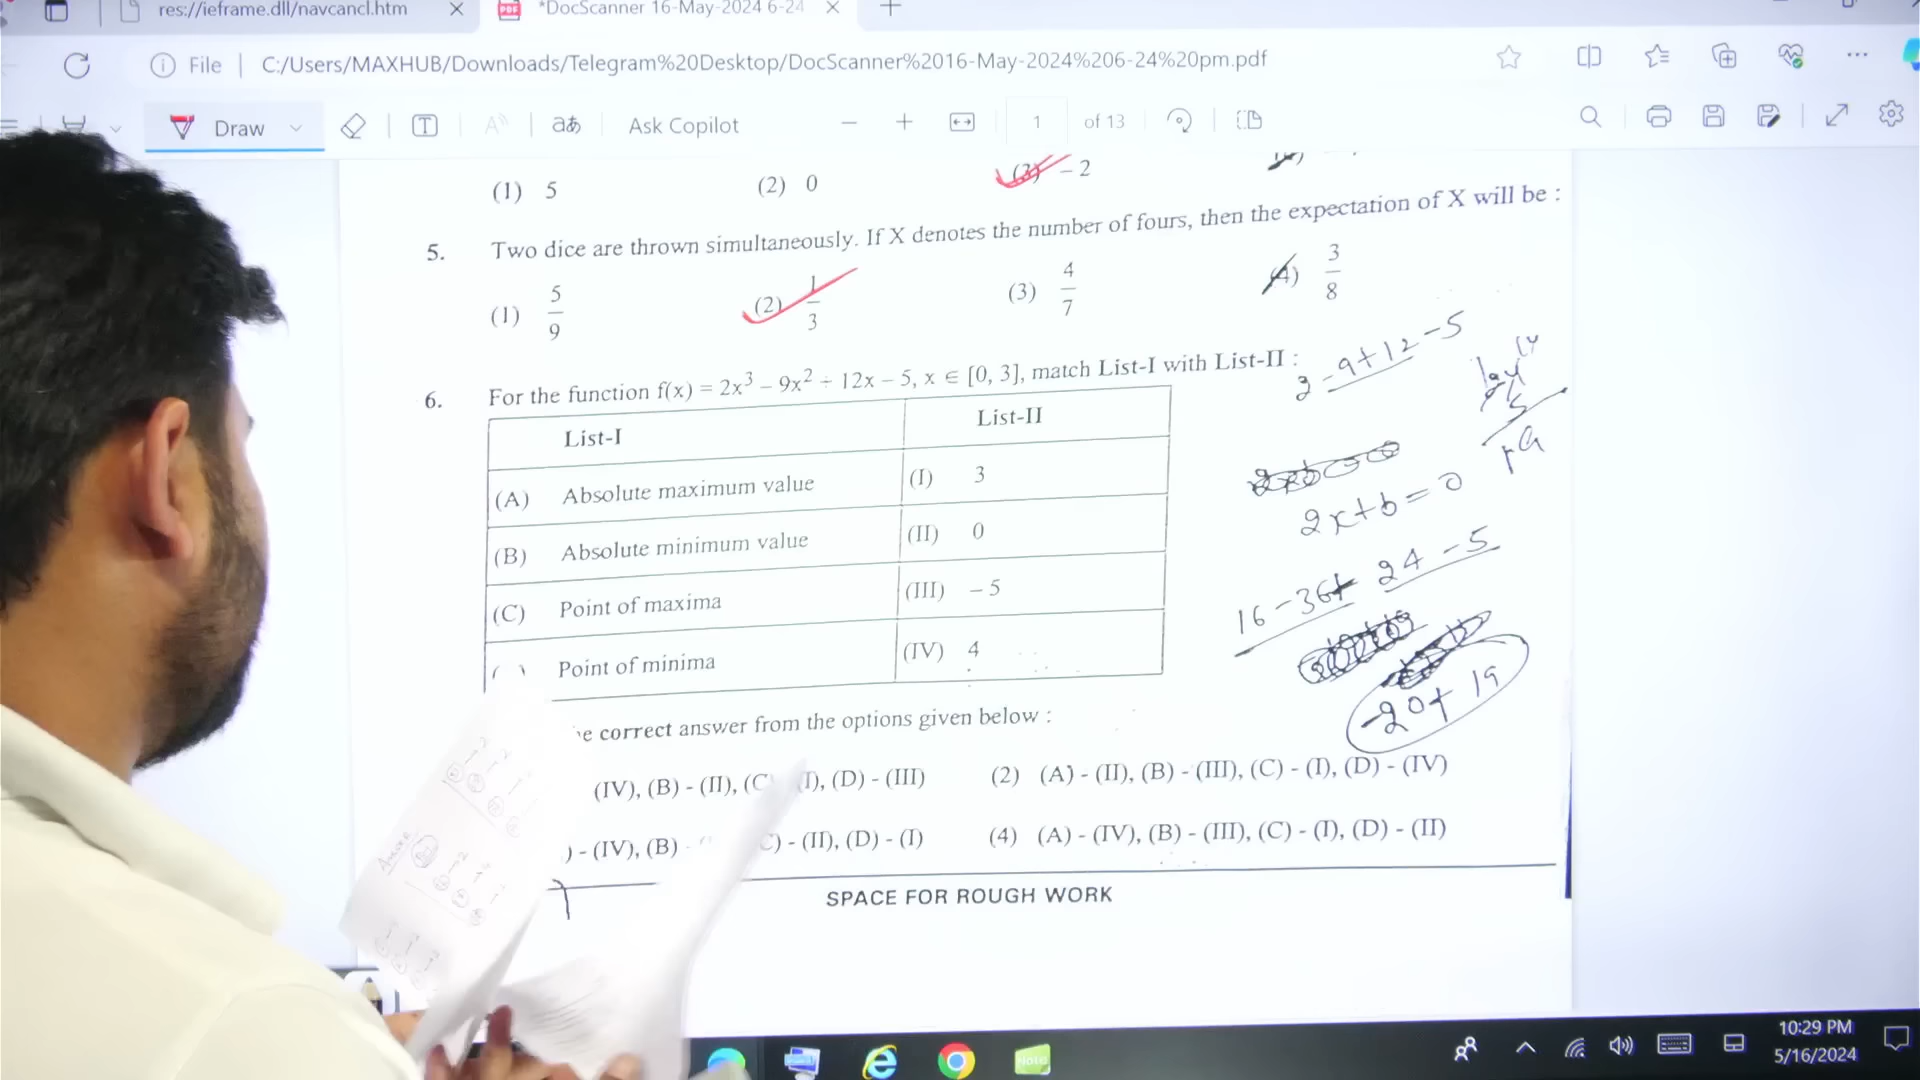 res://ieframe.dll/navcancl.htm
*DocScanner 16-May-2024 6-24
File
C:/Users/MAXHUB/Downloads/Telegram%20Desktop/DocScanner%2016-May-2024%206-24%20pm.pdf
Draw
Ask Copilot
1 of 13
(1) 5 (2) 0 (3) – 2
5. Two dice are thrown simultaneously. If X denotes the number of fours, then the expectation of X will be :
(1) 5/9 (2) 1/3 (3) 4/7 (4) 3/8
6. For the function f(x) = 2x³ – 9x² + 12x – 5, x ∈ [0, 3], match List-I with List-II :
List-I List-II
(A) Absolute maximum value (I) 3
(B) Absolute minimum value (II) 0
(C) Point of maxima (III) – 5
Point of minima (IV) 4
correct answer from the options given below :
(IV), (B) - (II), (C I), (D) - (III) (2) (A) - (II), (B) - (III), (C) - (I), (D) - (IV)
) - (IV), (B) - C) - (II), (D) - (I) (4) (A) - (IV), (B) - (III), (C) - (I), (D) - (II)
SPACE FOR ROUGH WORK
2 – 9 + 12 – 5
2x + b = 0
16 – 36 + 24 – 5
-20 + 19
10:29 PM
5/16/2024